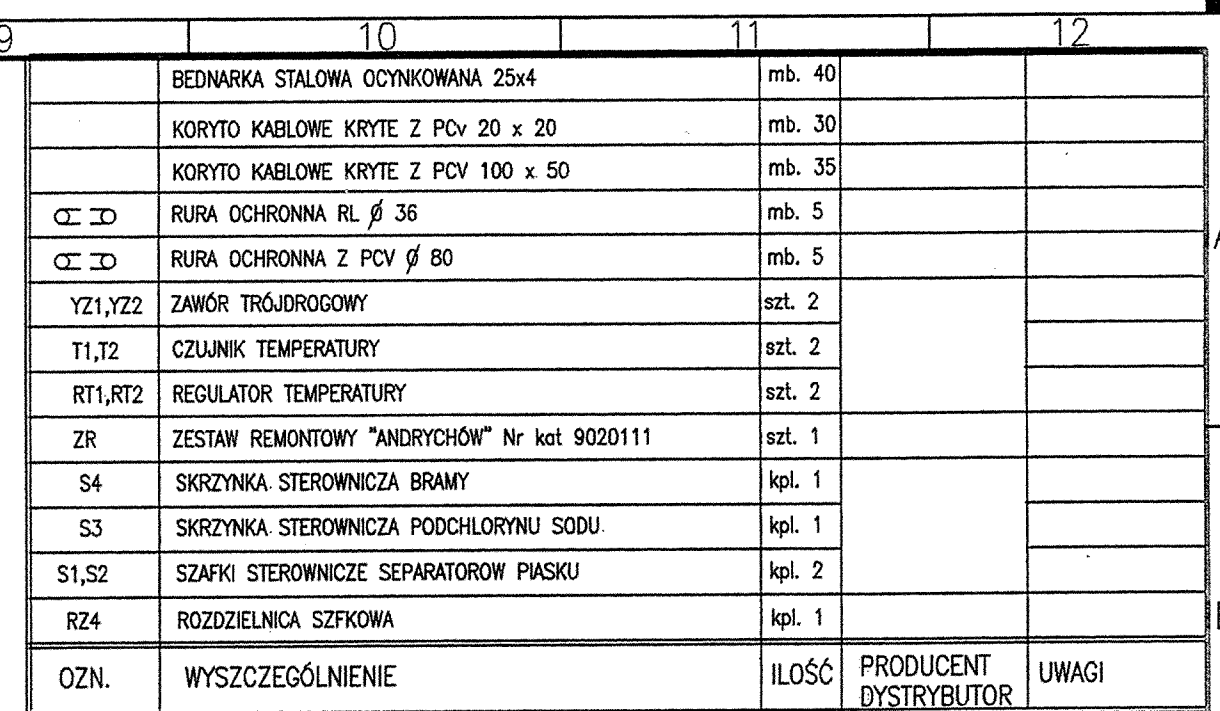 9 10 11 12
BEDNARKA STALOWA OCYNKOWANA 25x4 mb. 40
KORYTO KABLOWE KRYTE Z PCv 20 x 20 mb. 30
KORYTO KABLOWE KRYTE Z PCV 100 x 50 mb. 35
RURA OCHRONNA RL Ø 36 mb. 5
RURA OCHRONNA Z PCV Ø 80 mb. 5
YZ1,YZ2 ZAWÓR TRÓJDROGOWY szt. 2
T1,T2 CZUJNIK TEMPERATURY szt. 2
RT1,RT2 REGULATOR TEMPERATURY szt. 2
ZR ZESTAW REMONTOWY "ANDRYCHÓW" Nr kat 9020111 szt. 1
S4 SKRZYNKA STEROWNICZA BRAMY kpl. 1
S3 SKRZYNKA STEROWNICZA PODCHLORYNU SODU kpl. 1
S1,S2 SZAFKI STEROWNICZE SEPARATOROW PIASKU kpl. 2
RZ4 ROZDZIELNICA SZFKOWA kpl. 1
OZN. WYSZCZEGÓLNIENIE ILOŚĆ PRODUCENT UWAGI
DYSTRYBUTOR